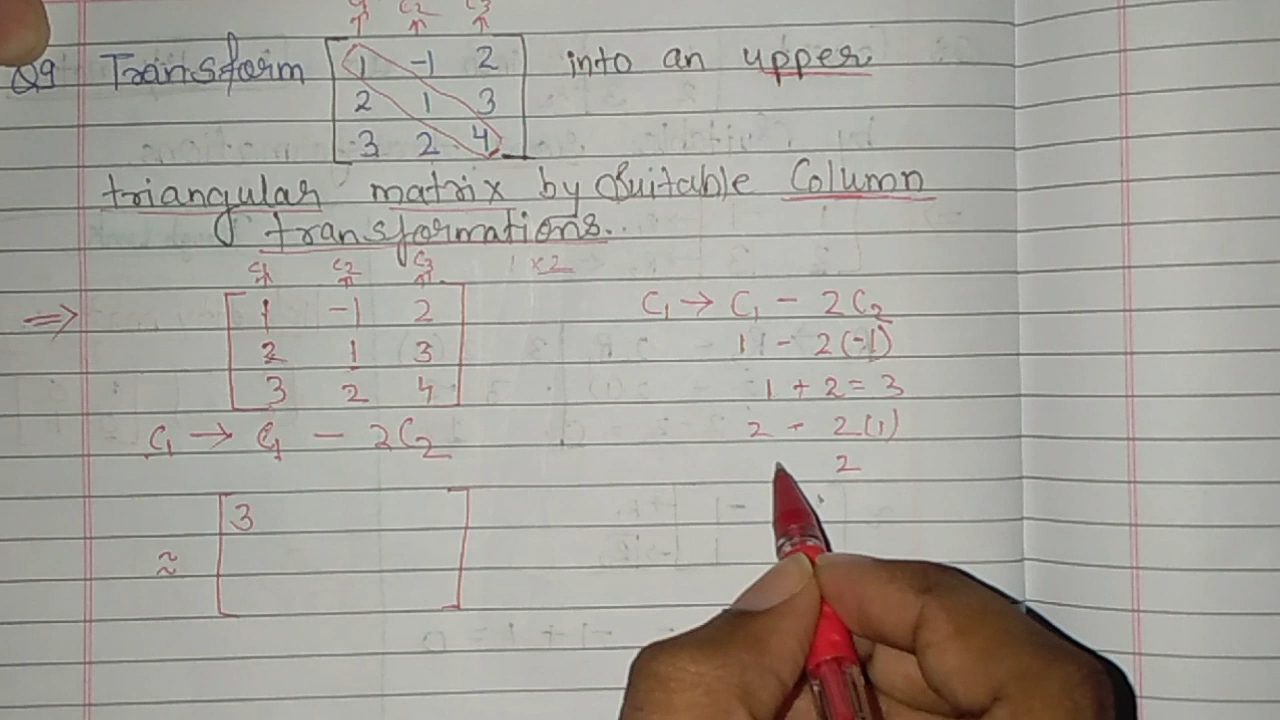 C1 C2 C3
↑ ↑ ↑
Q9 Transform [1 -1 2 into an upper
2 1 3
3 2 4]
triangular matrix by Suitable Column
transformations.
C1 C2 C3 1×2
↑ ↑ ↑
⇒ [1 -1 2 C1 → C1 - 2C2
2 1 3 1 - 2(-1)
3 2 4] 1 + 2 = 3
C1 → C1 - 2C2 2 - 2(1)
2
≈ [3 ]